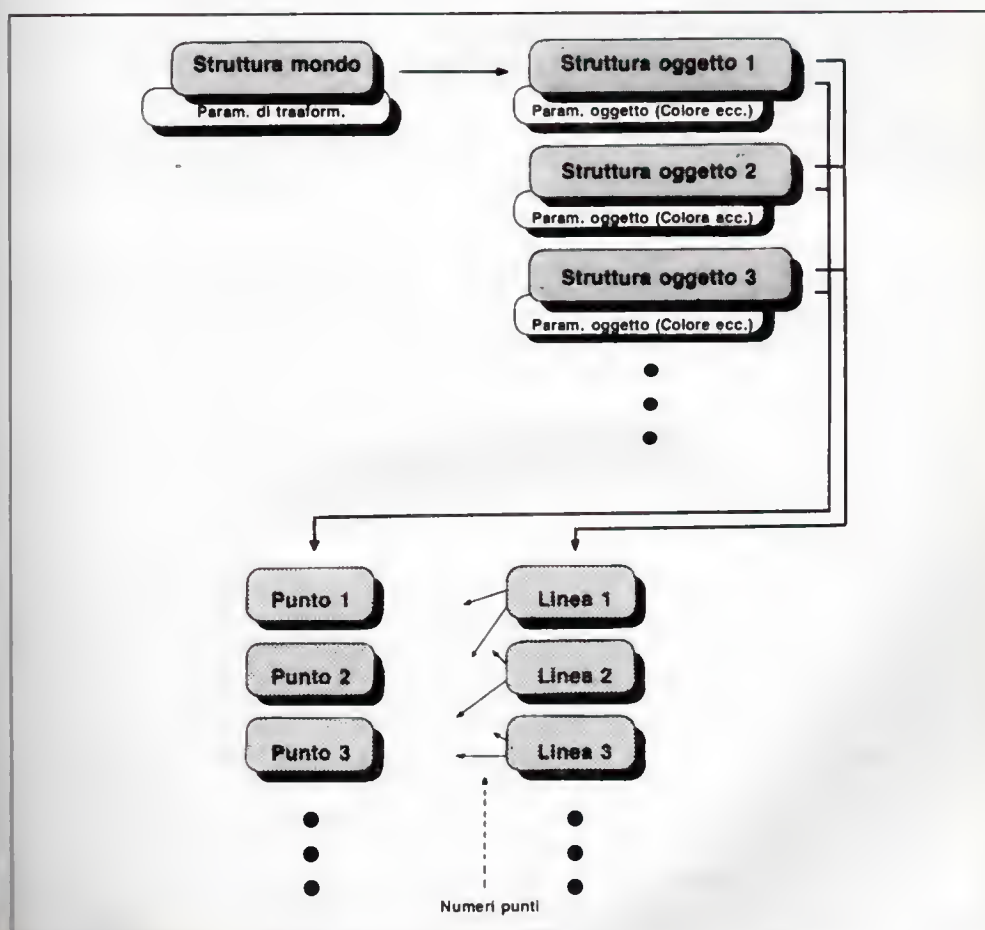 Struttura mondo
Param. di trasform.
Struttura oggetto 1
Param. oggetto (Colore ecc.)
Struttura oggetto 2
Param. oggetto (Colora acc.)
Struttura oggetto 3
Param. oggetto (Colore ecc.)
Punto 1
Linea 1
Punto 2
Linea 2
Punto 3
Linea 3
Numeri punti